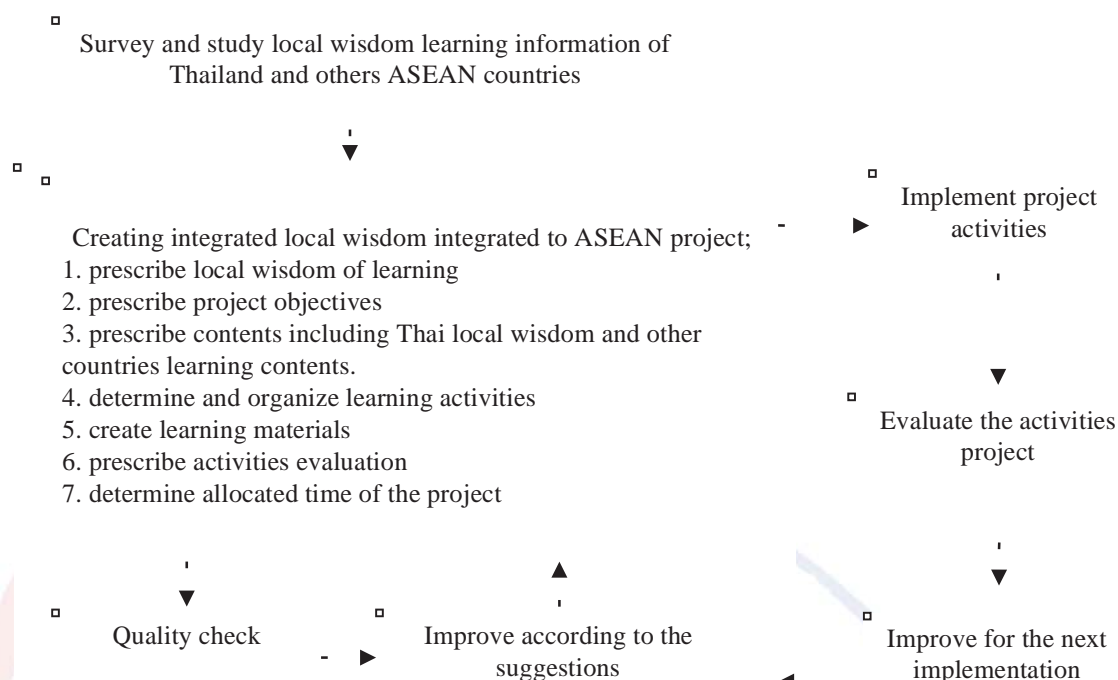 Survey and study local wisdom learning information of
Thailand and others ASEAN countries
Creating integrated local wisdom integrated to ASEAN project;
1. prescribe local wisdom of learning
2. prescribe project objectives
3. prescribe contents including Thai local wisdom and other
countries learning contents.
4. determine and organize learning activities
5. create learning materials
6. prescribe activities evaluation
7. determine allocated time of the project
Implement project
activities
Evaluate the activities
project
Quality check
Improve according to the
suggestions
Improve for the next
implementation